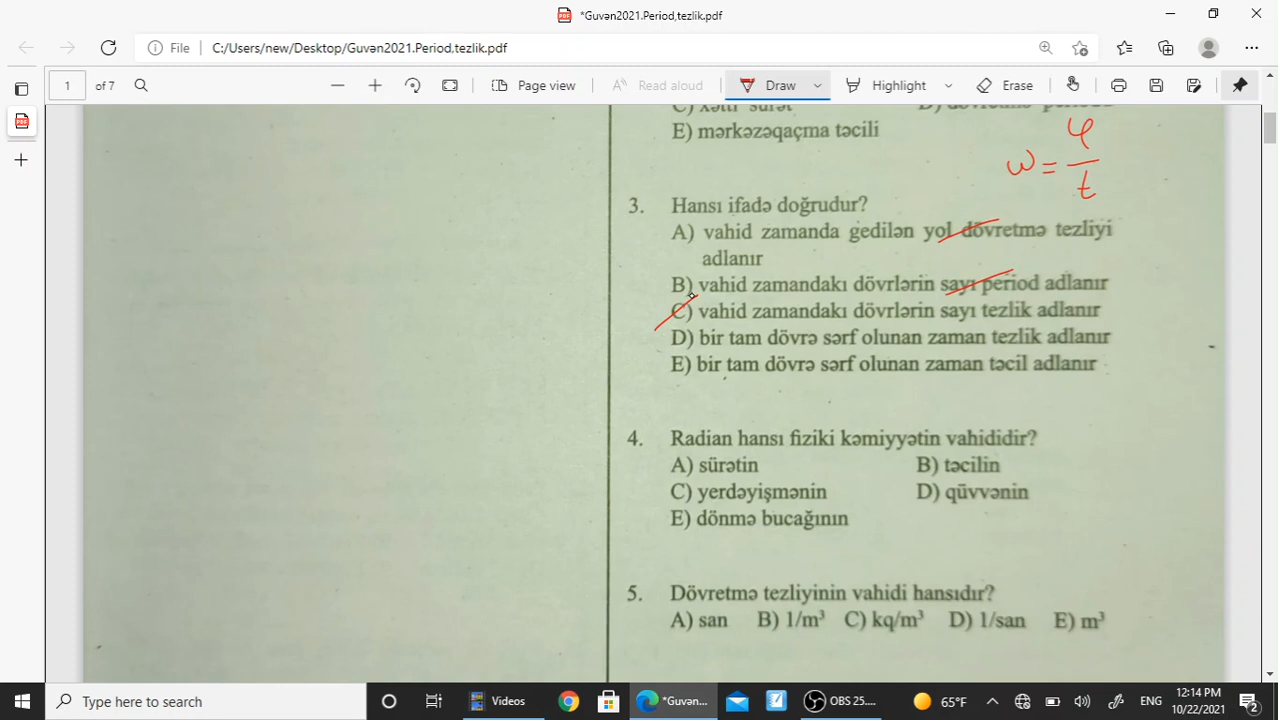 *Guvən2021.Period,tezlik.pdf
File C:/Users/new/Desktop/Guvən2021.Period.tezlik.pdf
1 of 7 Page view Read aloud Draw Highlight Erase
C) xətti sürət D) dövretmə periodu
E) mərkəzəqaçma təcili
ω = φ / t
3. Hansı ifadə doğrudur?
A) vahid zamanda gedilən yol dövretmə tezliyi
adlanır
B) vahid zamandakı dövrlərin sayı period adlanır
C) vahid zamandakı dövrlərin sayı tezlik adlanır
D) bir tam dövrə sərf olunan zaman tezlik adlanır
E) bir tam dövrə sərf olunan zaman təcil adlanır
4. Radian hansı fiziki kəmiyyətin vahididir?
A) sürətin B) təcilin
C) yerdəyişmənin D) qüvvənin
E) dönmə bucağının
5. Dövretmə tezliyinin vahidi hansıdır?
A) san B) 1/m³ C) kq/m³ D) 1/san E) m³
Type here to search Videos *Guvən... OBS 25.... 65°F ENG 12:14 PM
10/22/2021 2